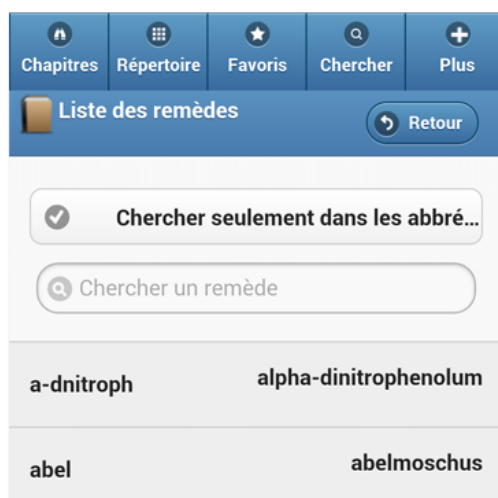 Chapitres Répertoire Favoris Chercher Plus
Liste des remèdes
Retour
Chercher seulement dans les abbré...
Chercher un remède
a-dnitroph alpha-dinitrophenolum
abel abelmoschus